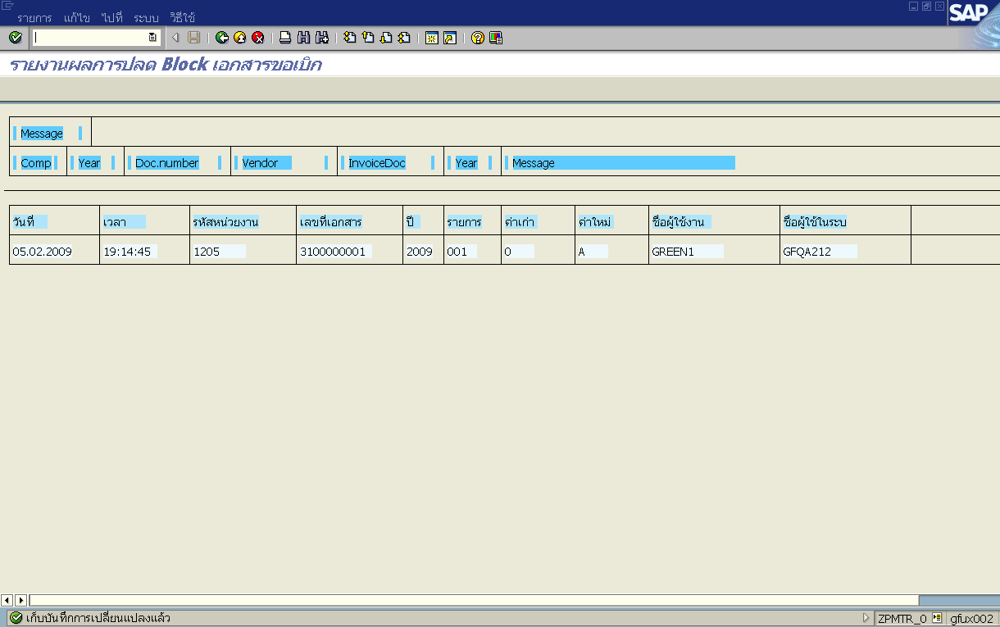 รายการ แก้ไข ไปที่ ระบบ วิธีใช้
SAP
รายงานผลการปลด Block เอกสารขอเบิก
Message
Comp Year Doc.number Vendor InvoiceDoc Year Message
วันที่ เวลา รหัสหน่วยงาน เลขที่เอกสาร ปี รายการ ค่าเก่า ค่าใหม่ ชื่อผู้ใช้งาน ชื่อผู้ใช้ในระบ
05.02.2009 19:14:45 1205 3100000001 2009 001 0 A GREEN1 GFQA212
เก็บบันทึกการเปลี่ยนแปลงแล้ว ZPMTR_0 gfux002